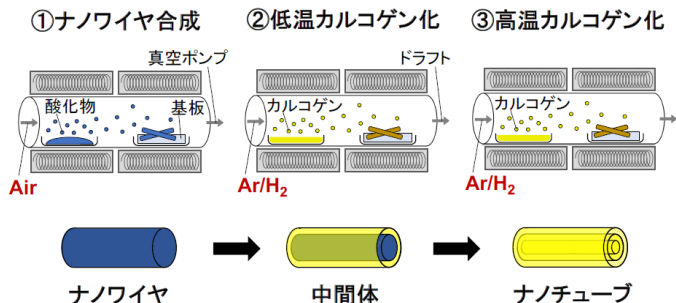 ①ナノワイヤ合成
②低温カルコゲン化
③高温カルコゲン化
真空ポンプ
ドラフト
酸化物
基板
カルコゲン
カルコゲン
Air
Ar/H₂
Ar/H₂
ナノワイヤ
中間体
ナノチューブ